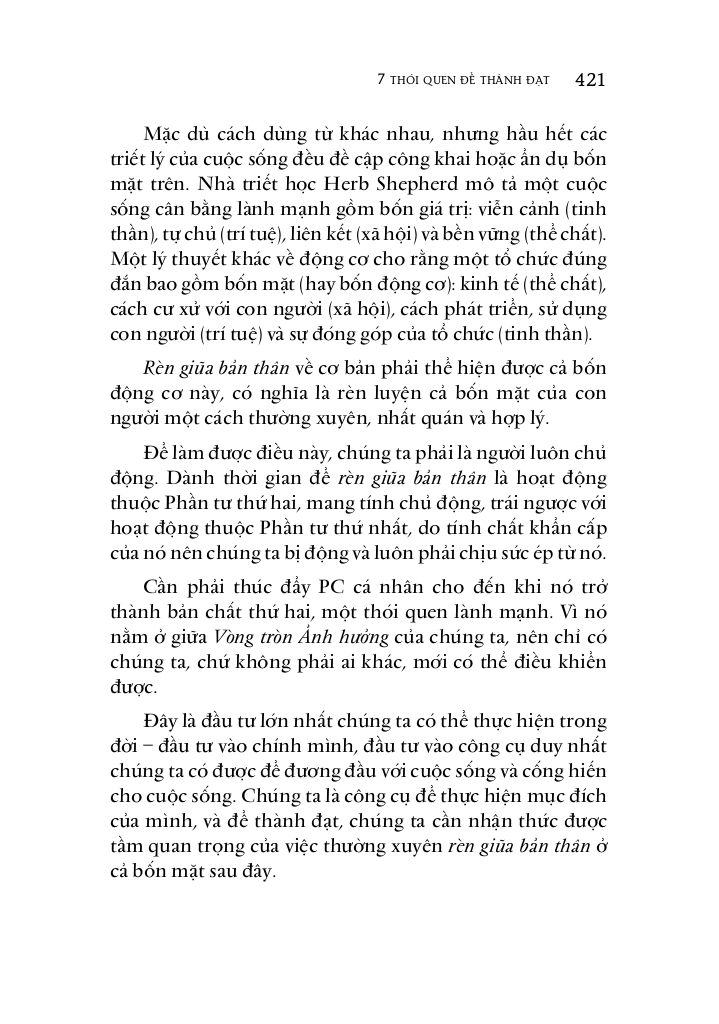 7 THÓI QUEN ĐỂ THÀNH ĐẠT 421
Mặc dù cách dùng từ khác nhau, nhưng hầu hết các
triết lý của cuộc sống đều đề cập công khai hoặc ẩn dụ bốn
mặt trên. Nhà triết học Herb Shepherd mô tả một cuộc
sống cân bằng lành mạnh gồm bốn giá trị: viễn cảnh (tinh
thần), tự chủ (trí tuệ), liên kết (xã hội) và bền vững (thể chất).
Một lý thuyết khác về động cơ cho rằng một tổ chức đúng
đắn bao gồm bốn mặt (hay bốn động cơ): kinh tế (thể chất),
cách cư xử với con người (xã hội), cách phát triển, sử dụng
con người (trí tuệ) và sự đóng góp của tổ chức (tinh thần).
Rèn giũa bản thân về cơ bản phải thể hiện được cả bốn
động cơ này, có nghĩa là rèn luyện cả bốn mặt của con
người một cách thường xuyên, nhất quán và hợp lý.
Để làm được điều này, chúng ta phải là người luôn chủ
động. Dành thời gian để rèn giũa bản thân là hoạt động
thuộc Phần tư thứ hai, mang tính chủ động, trái ngược với
hoạt động thuộc Phần tư thứ nhất, do tính chất khẩn cấp
của nó nên chúng ta bị động và luôn phải chịu sức ép từ nó.
Cần phải thúc đẩy PC cá nhân cho đến khi nó trở
thành bản chất thứ hai, một thói quen lành mạnh. Vì nó
nằm ở giữa Vòng tròn Ảnh hưởng của chúng ta, nên chỉ có
chúng ta, chứ không phải ai khác, mới có thể điều khiển
được.
Đây là đầu tư lớn nhất chúng ta có thể thực hiện trong
đời – đầu tư vào chính mình, đầu tư vào công cụ duy nhất
chúng ta có được để đương đầu với cuộc sống và cống hiến
cho cuộc sống. Chúng ta là công cụ để thực hiện mục đích
của mình, và để thành đạt, chúng ta cần nhận thức được
tầm quan trọng của việc thường xuyên rèn giũa bản thân ở
cả bốn mặt sau đây.